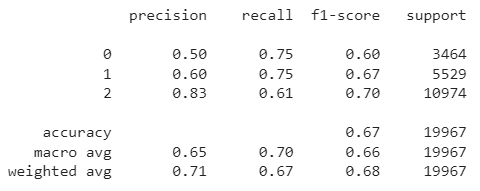 precision recall f1-score support
0 0.50 0.75 0.60 3464
1 0.60 0.75 0.67 5529
2 0.83 0.61 0.70 10974
accuracy 0.67 19967
macro avg 0.65 0.70 0.66 19967
weighted avg 0.71 0.67 0.68 19967